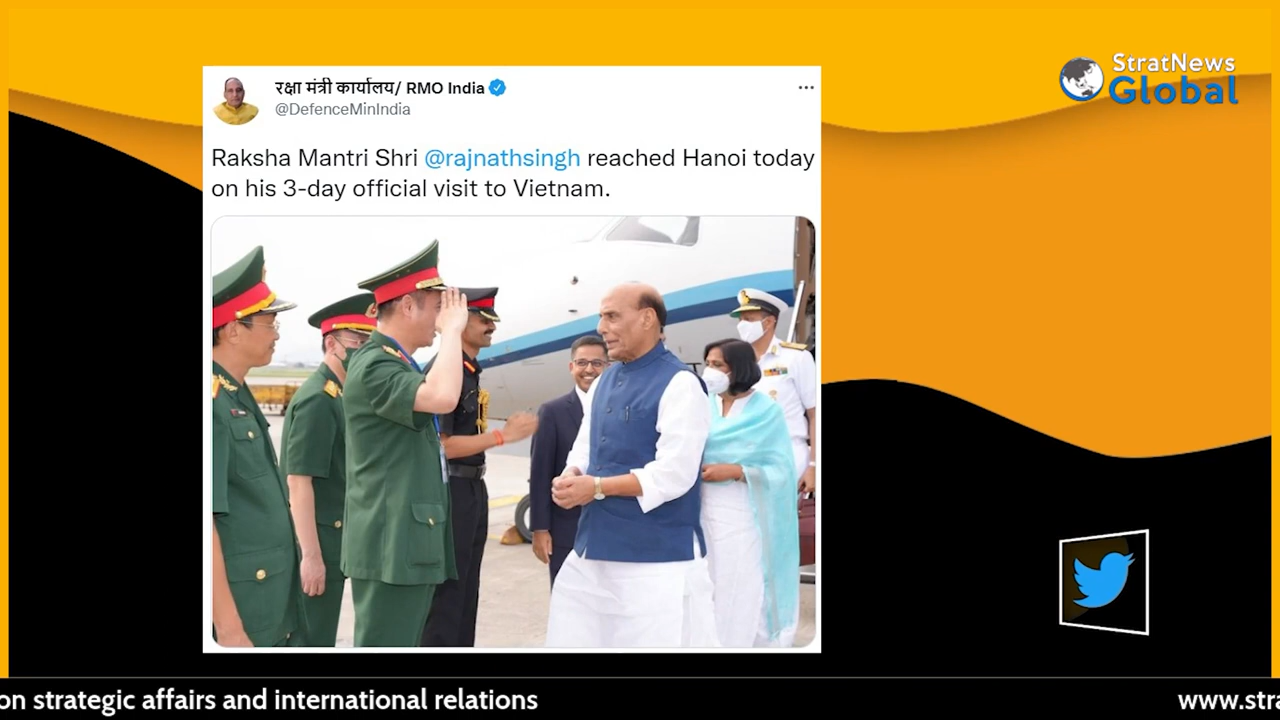 StratNews
Global
रक्षा मंत्री कार्यालय/ RMO India
@DefenceMinIndia
Raksha Mantri Shri @rajnathsingh reached Hanoi today
on his 3-day official visit to Vietnam.
on strategic affairs and international relations
www.stra